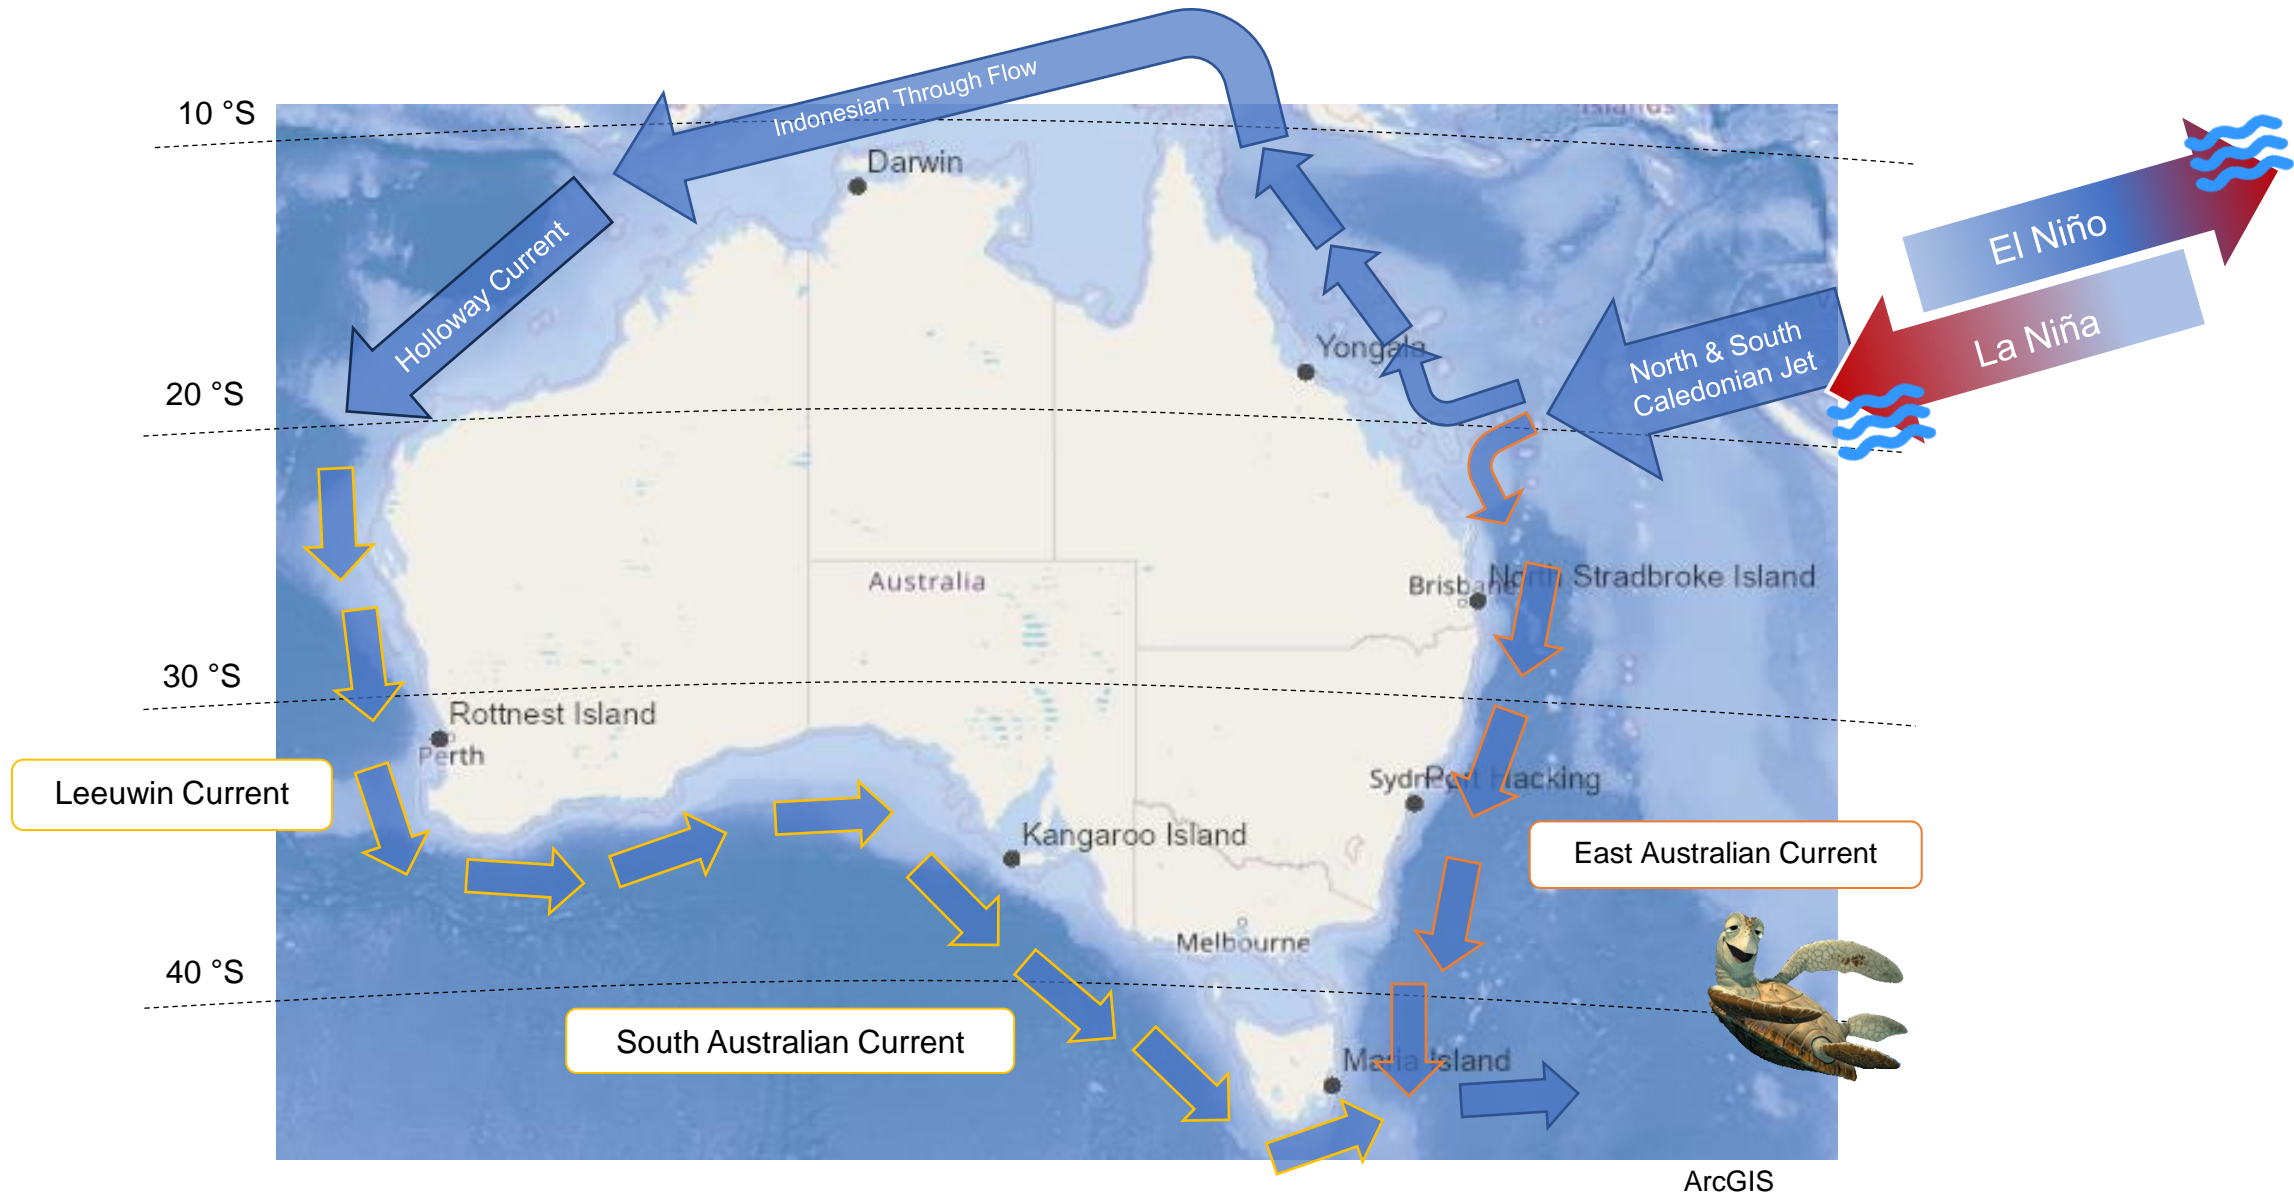 Islands
10 °S
Indonesian Through Flow
Darwin
El Niño
Holloway Current
La Niña
North & South
Caledonian Jet
Yongala
20 °S
Australia
Brisbane
North Stradbroke Island
30 °S
Rottnest Island
Perth
Leeuwin Current
Sydney
Port Hacking
Kangaroo Island
East Australian Current
Melbourne
40 °S
South Australian Current
Maria Island
ArcGIS